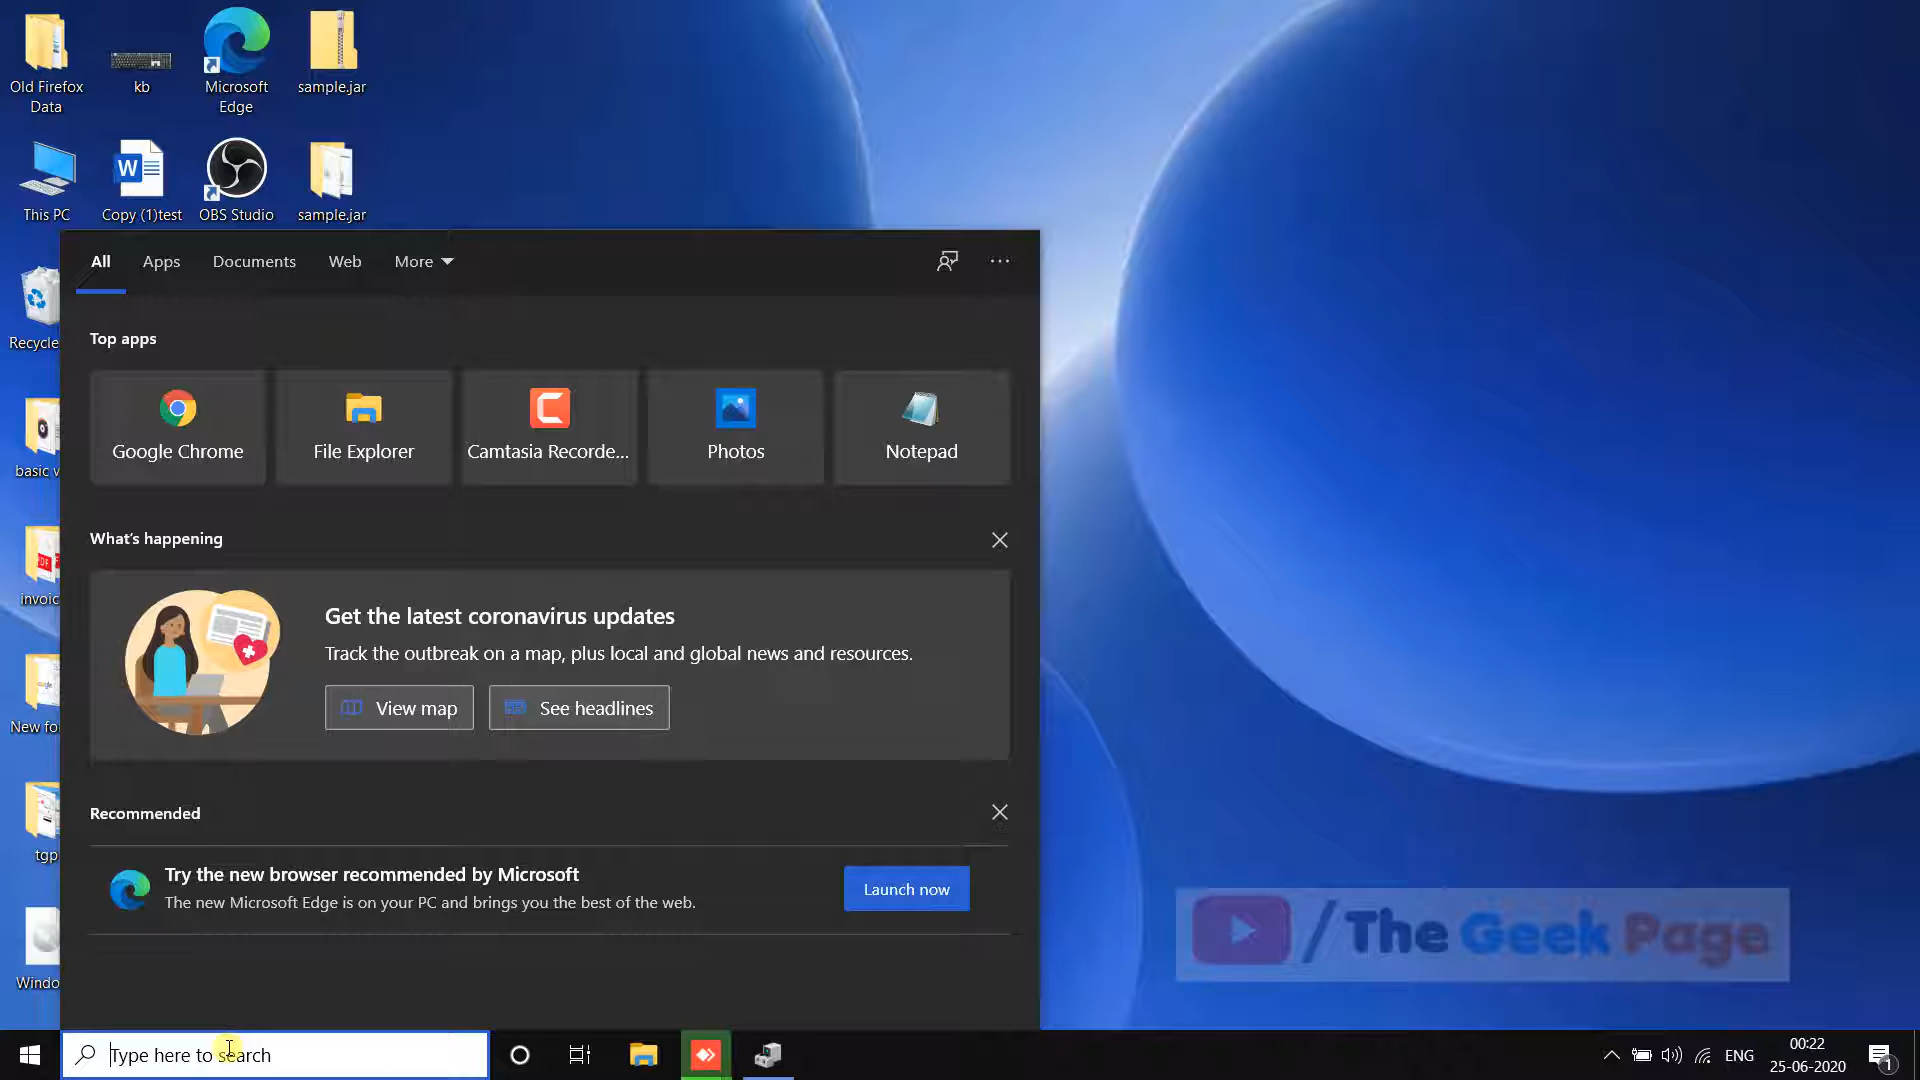 Old Firefox
Data
kb
Microsoft
Edge
sample.jar
This PC
W
Copy (1)test
OBS Studio
sample.jar
Recycle
basic v
PDF
invoic
New fo
tgp
Windo
All
Apps
Documents
Web
More
Top apps
Google Chrome
File Explorer
Camtasia Recorde...
Photos
Notepad
What's happening
Get the latest coronavirus updates
Track the outbreak on a map, plus local and global news and resources.
View map
See headlines
Recommended
Try the new browser recommended by Microsoft
The new Microsoft Edge is on your PC and brings you the best of the web.
Launch now
/The Geek Page
Type here to search
ENG
00:22
25-06-2020
1